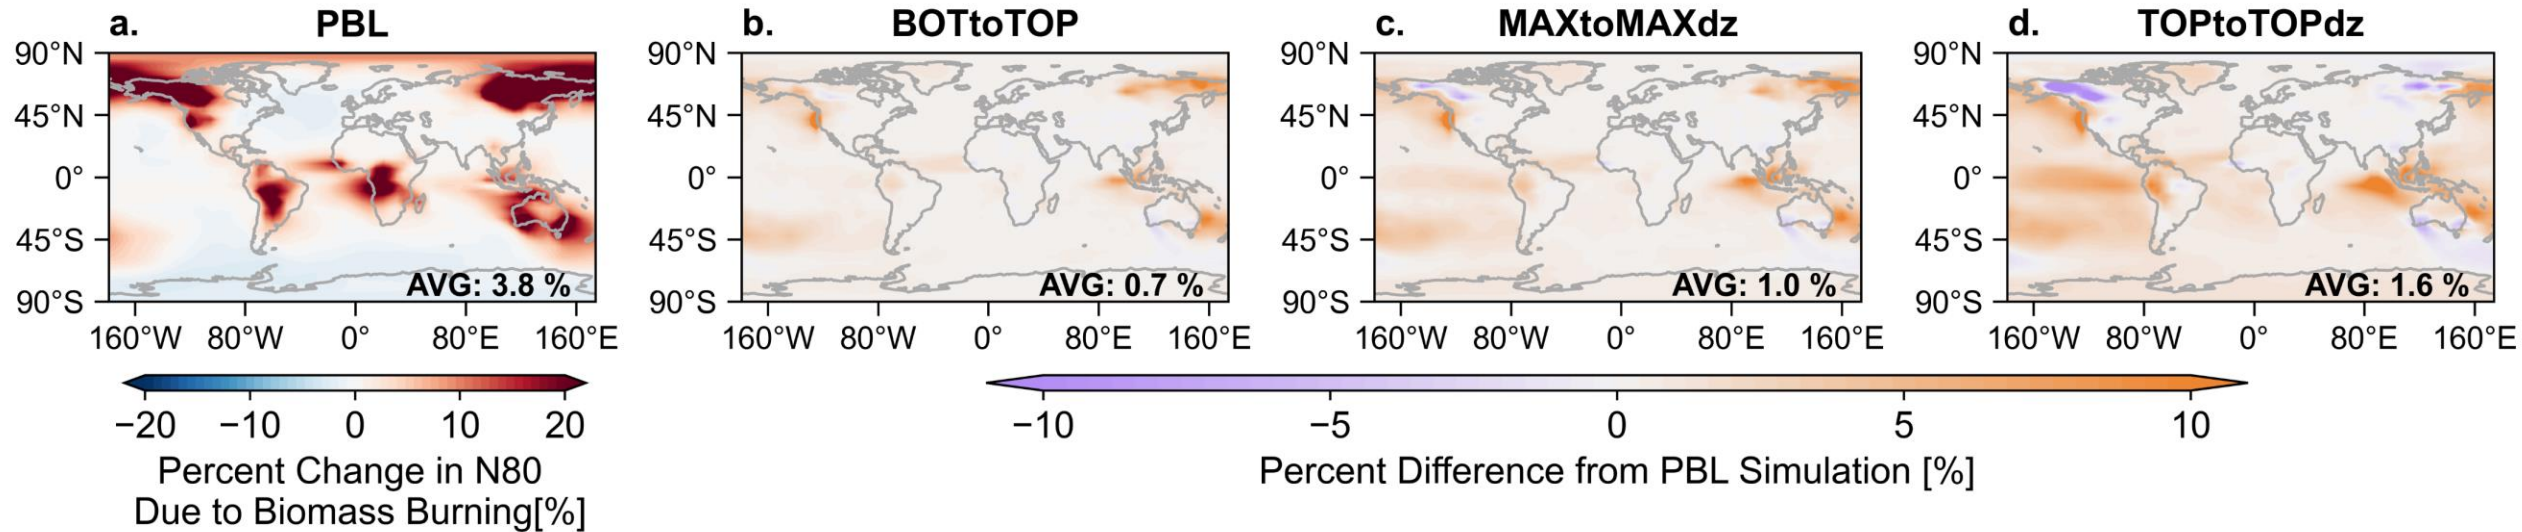 a. PBL
b. BOTtoTOP
c. MAXtoMAXdz
d. TOPtoTOPdz
90°N 90°N 90°N 90°N
45°N 45°N 45°N 45°N
0° 0° 0° 0°
45°S 45°S 45°S 45°S
AVG: 3.8 % AVG: 0.7 % AVG: 1.0 % AVG: 1.6 %
90°S 90°S 90°S 90°S
160°W 80°W 0° 80°E 160°E 160°W 80°W 0° 80°E 160°E 160°W 80°W 0° 80°E 160°E 160°W 80°W 0° 80°E 160°E
−20 −10 0 10 20
Percent Change in N80
Due to Biomass Burning[%]
−10 −5 0 5 10
Percent Difference from PBL Simulation [%]